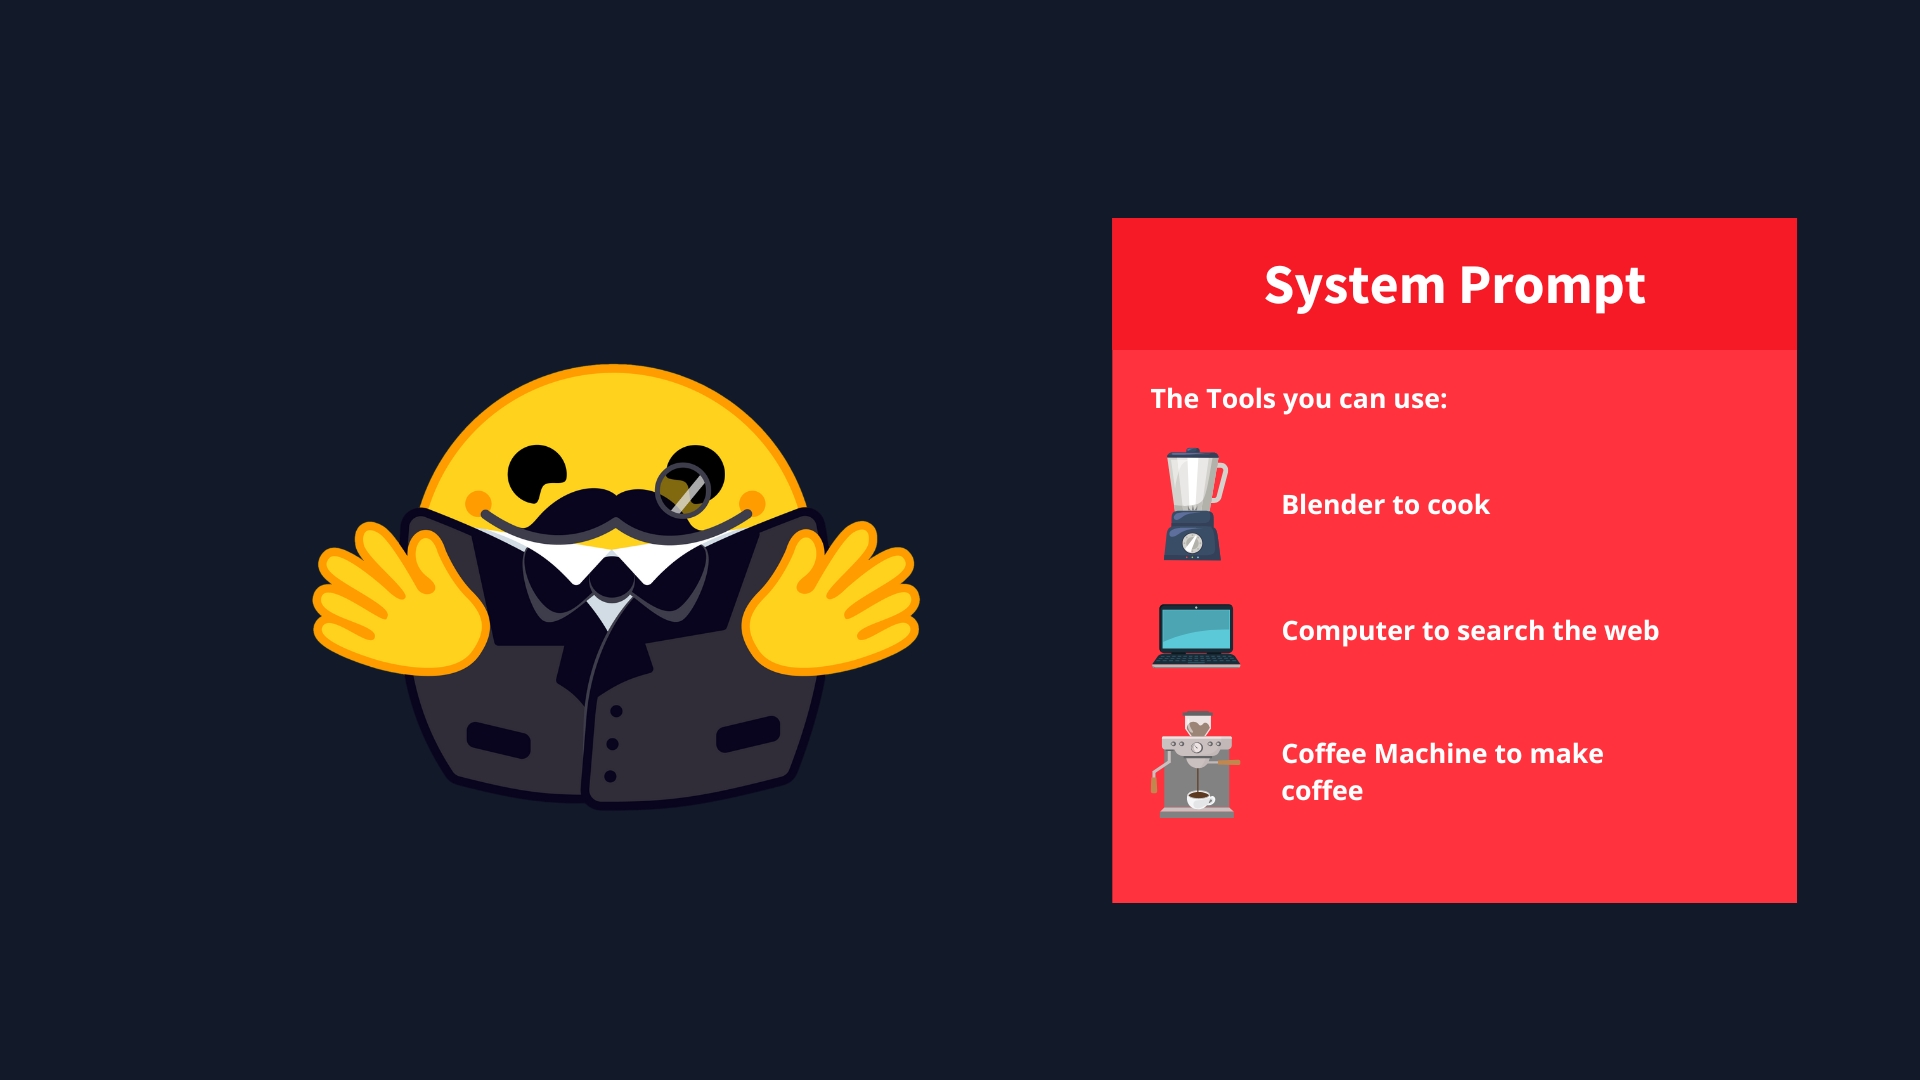 System Prompt
The Tools you can use:
Blender to cook
Computer to search the web
Coffee Machine to make
coffee